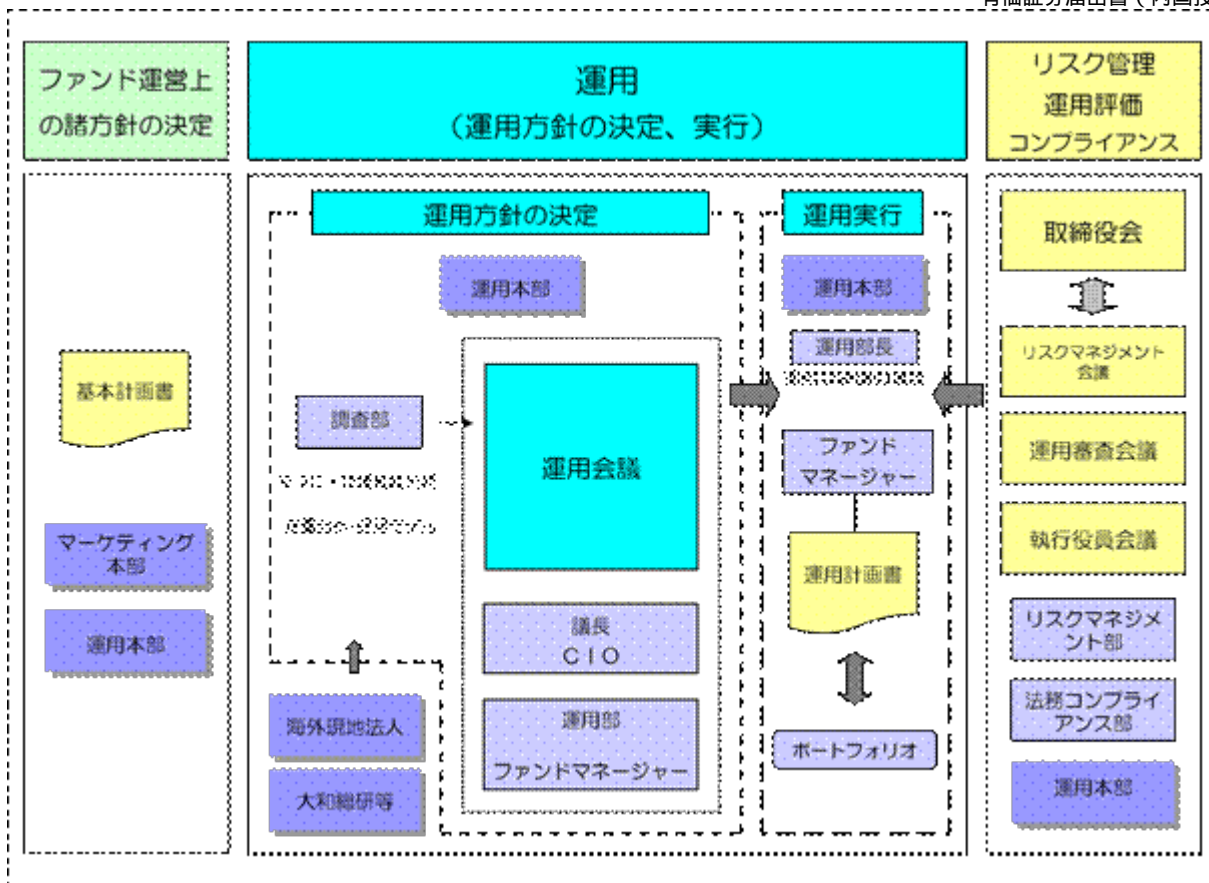 ファンド運営上
の諸方針の決定
運用
（運用方針の決定、実行）
リスク管理
運用評価
コンプライアンス
基本計画書
マーケティング
本部
運用本部
運用方針の決定
運用本部
調査部
運用会議
議長
ＣＩＯ
運用部
ファンドマネージャー
海外現地法人
大和総研等
運用実行
運用本部
運用部長
ファンド
マネージャー
運用計画書
ポートフォリオ
取締役会
リスクマネジメント
会議
運用審査会議
執行役員会議
リスクマネジメ
ント部
法務コンプライ
アンス部
運用本部